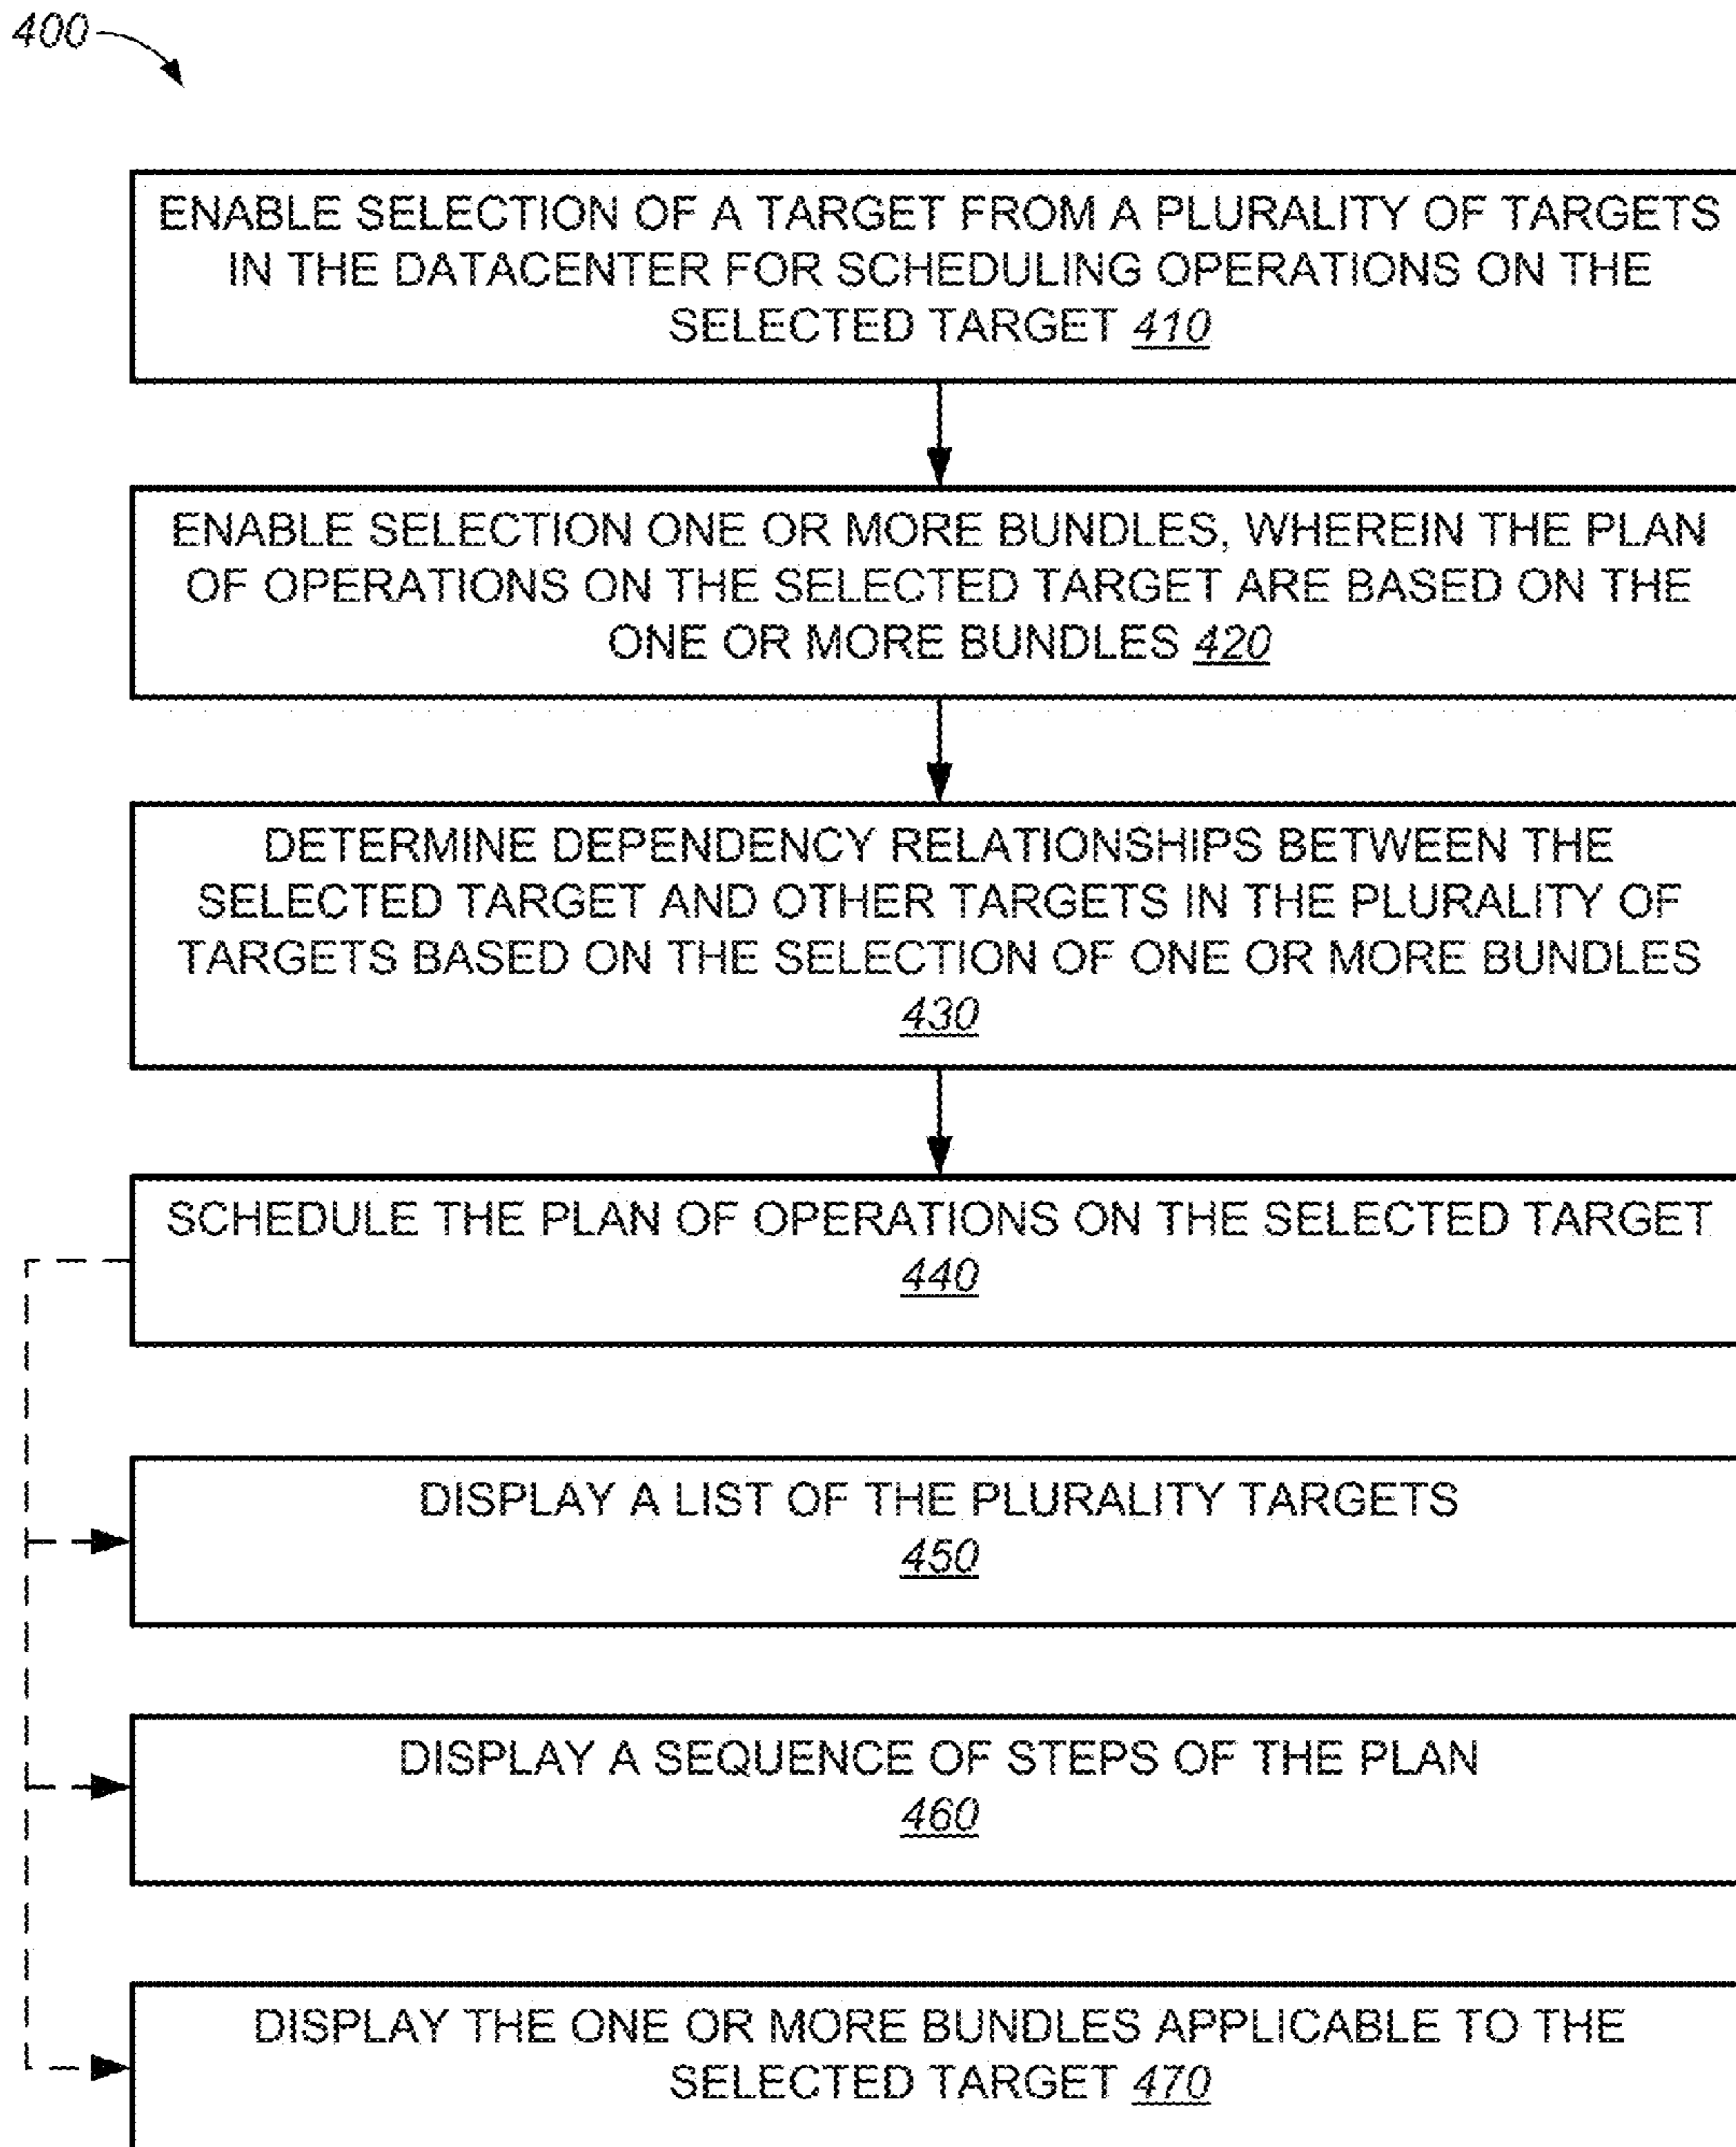 400
ENABLE SELECTION OF A TARGET FROM A PLURALITY OF TARGETS
IN THE DATACENTER FOR SCHEDULING OPERATIONS ON THE
SELECTED TARGET 410
ENABLE SELECTION ONE OR MORE BUNDLES, WHEREIN THE PLAN
OF OPERATIONS ON THE SELECTED TARGET ARE BASED ON THE
ONE OR MORE BUNDLES 420
DETERMINE DEPENDENCY RELATIONSHIPS BETWEEN THE
SELECTED TARGET AND OTHER TARGETS IN THE PLURALITY OF
TARGETS BASED ON THE SELECTION OF ONE OR MORE BUNDLES
430
SCHEDULE THE PLAN OF OPERATIONS ON THE SELECTED TARGET
440
DISPLAY A LIST OF THE PLURALITY TARGETS
450
DISPLAY A SEQUENCE OF STEPS OF THE PLAN
460
DISPLAY THE ONE OR MORE BUNDLES APPLICABLE TO THE
SELECTED TARGET 470